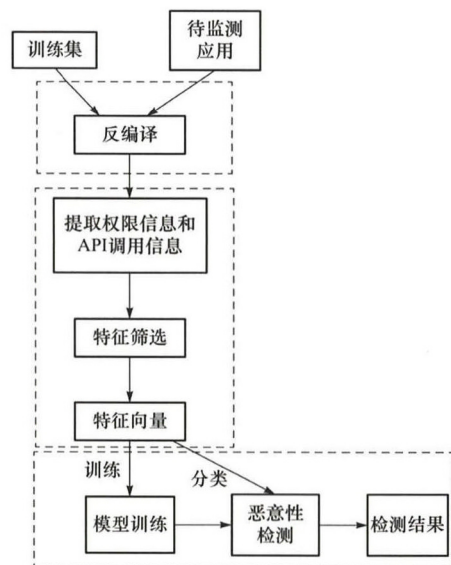 训练集
待监测
应用
反编译
提取权限信息和
API调用信息
特征筛选
特征向量
训练
分类
模型训练
恶意性
检测
检测结果